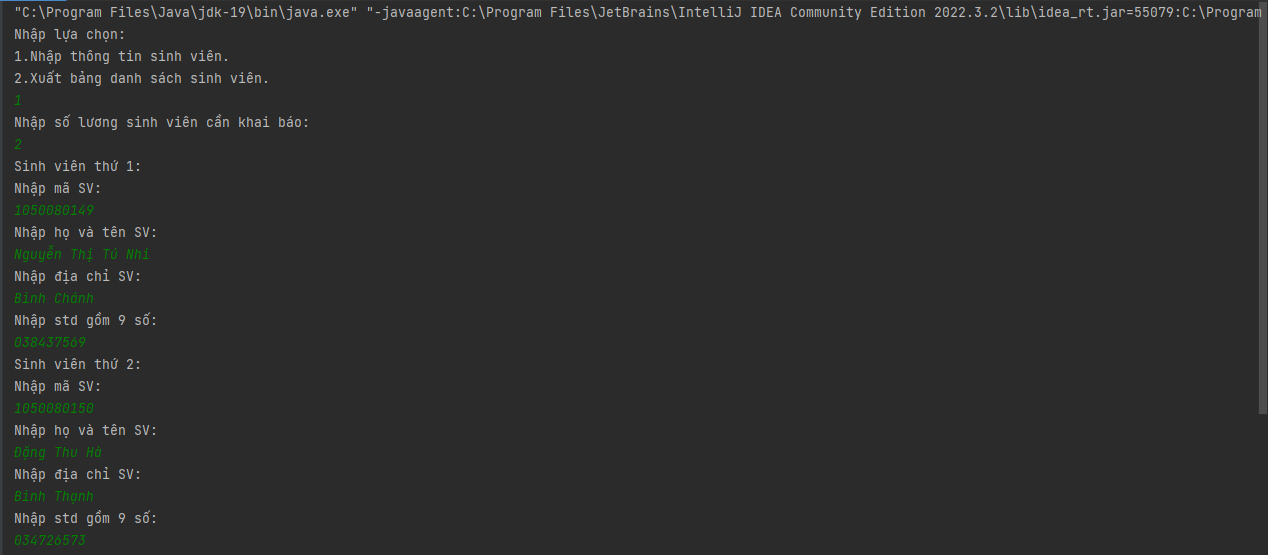 "C:\Program Files\Java\jdk-19\bin\java.exe" "-javaagent:C:\Program Files\JetBrains\IntelliJ IDEA Community Edition 2022.3.2\lib\idea_rt.jar=55079:C:\Program
Nhập lựa chọn:
1.Nhập thông tin sinh viên.
2.Xuất bảng danh sách sinh viên.
1
Nhập số lương sinh viên cần khai báo:
2
Sinh viên thứ 1:
Nhập mã SV:
1050080149
Nhập họ và tên SV:
Nguyễn Thị Tú Nhi
Nhập địa chỉ SV:
Bình Chánh
Nhập std gồm 9 số:
038437569
Sinh viên thứ 2:
Nhập mã SV:
1050080150
Nhập họ và tên SV:
Đặng Thu Hà
Nhập địa chỉ SV:
Bình Thạnh
Nhập std gồm 9 số:
034726573